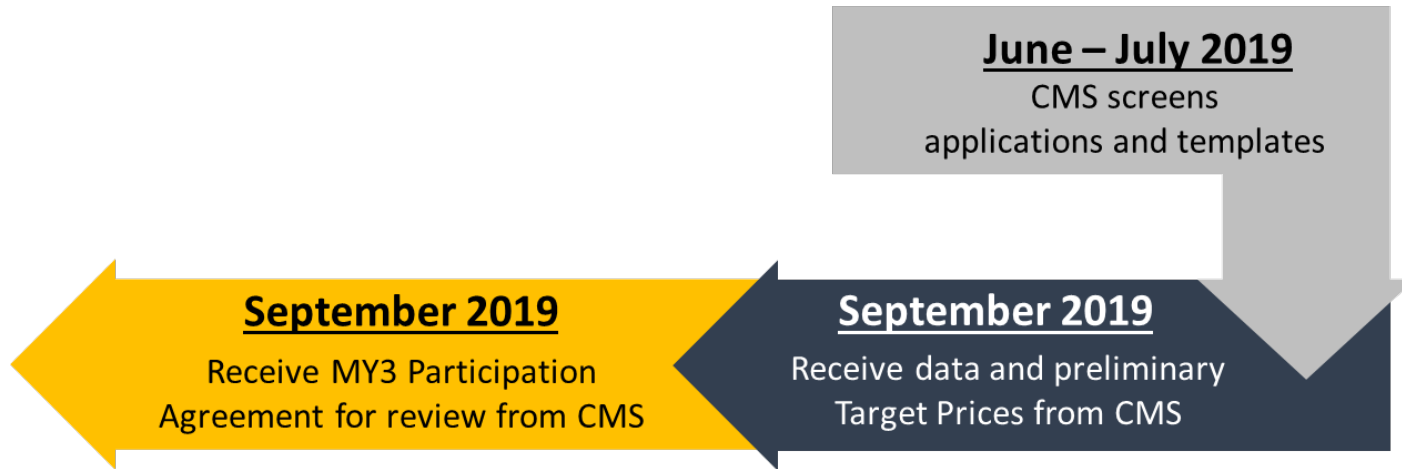 June – July 2019
CMS screens
applications and templates
September 2019
Receive data and preliminary
Target Prices from CMS
September 2019
Receive MY3 Participation
Agreement for review from CMS